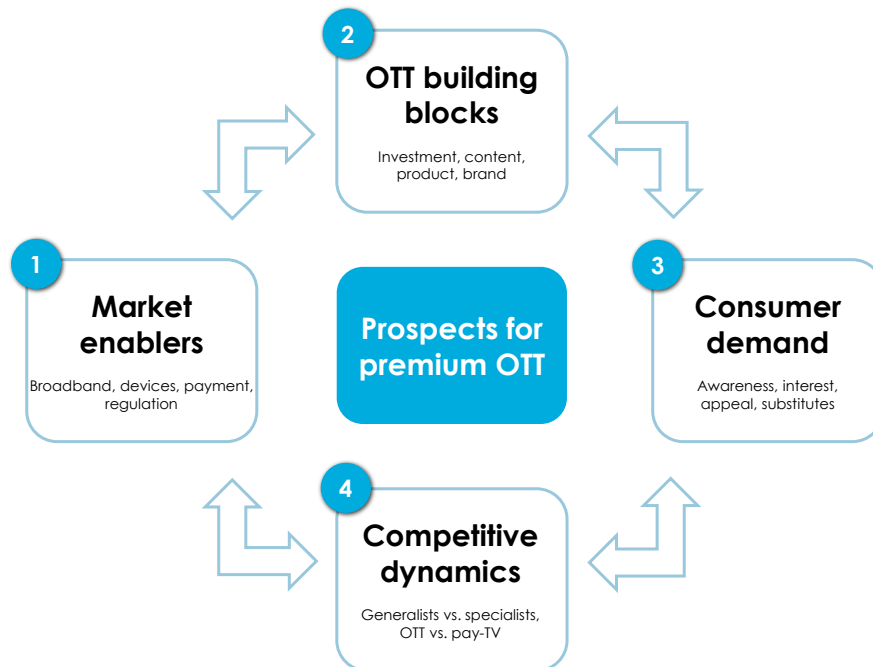 2
OTT building
blocks
Investment, content,
product, brand
1
Market
enablers
Broadband, devices, payment,
regulation
Prospects for
premium OTT
3
Consumer
demand
Awareness, interest,
appeal, substitutes
4
Competitive
dynamics
Generalists vs. specialists,
OTT vs. pay-TV